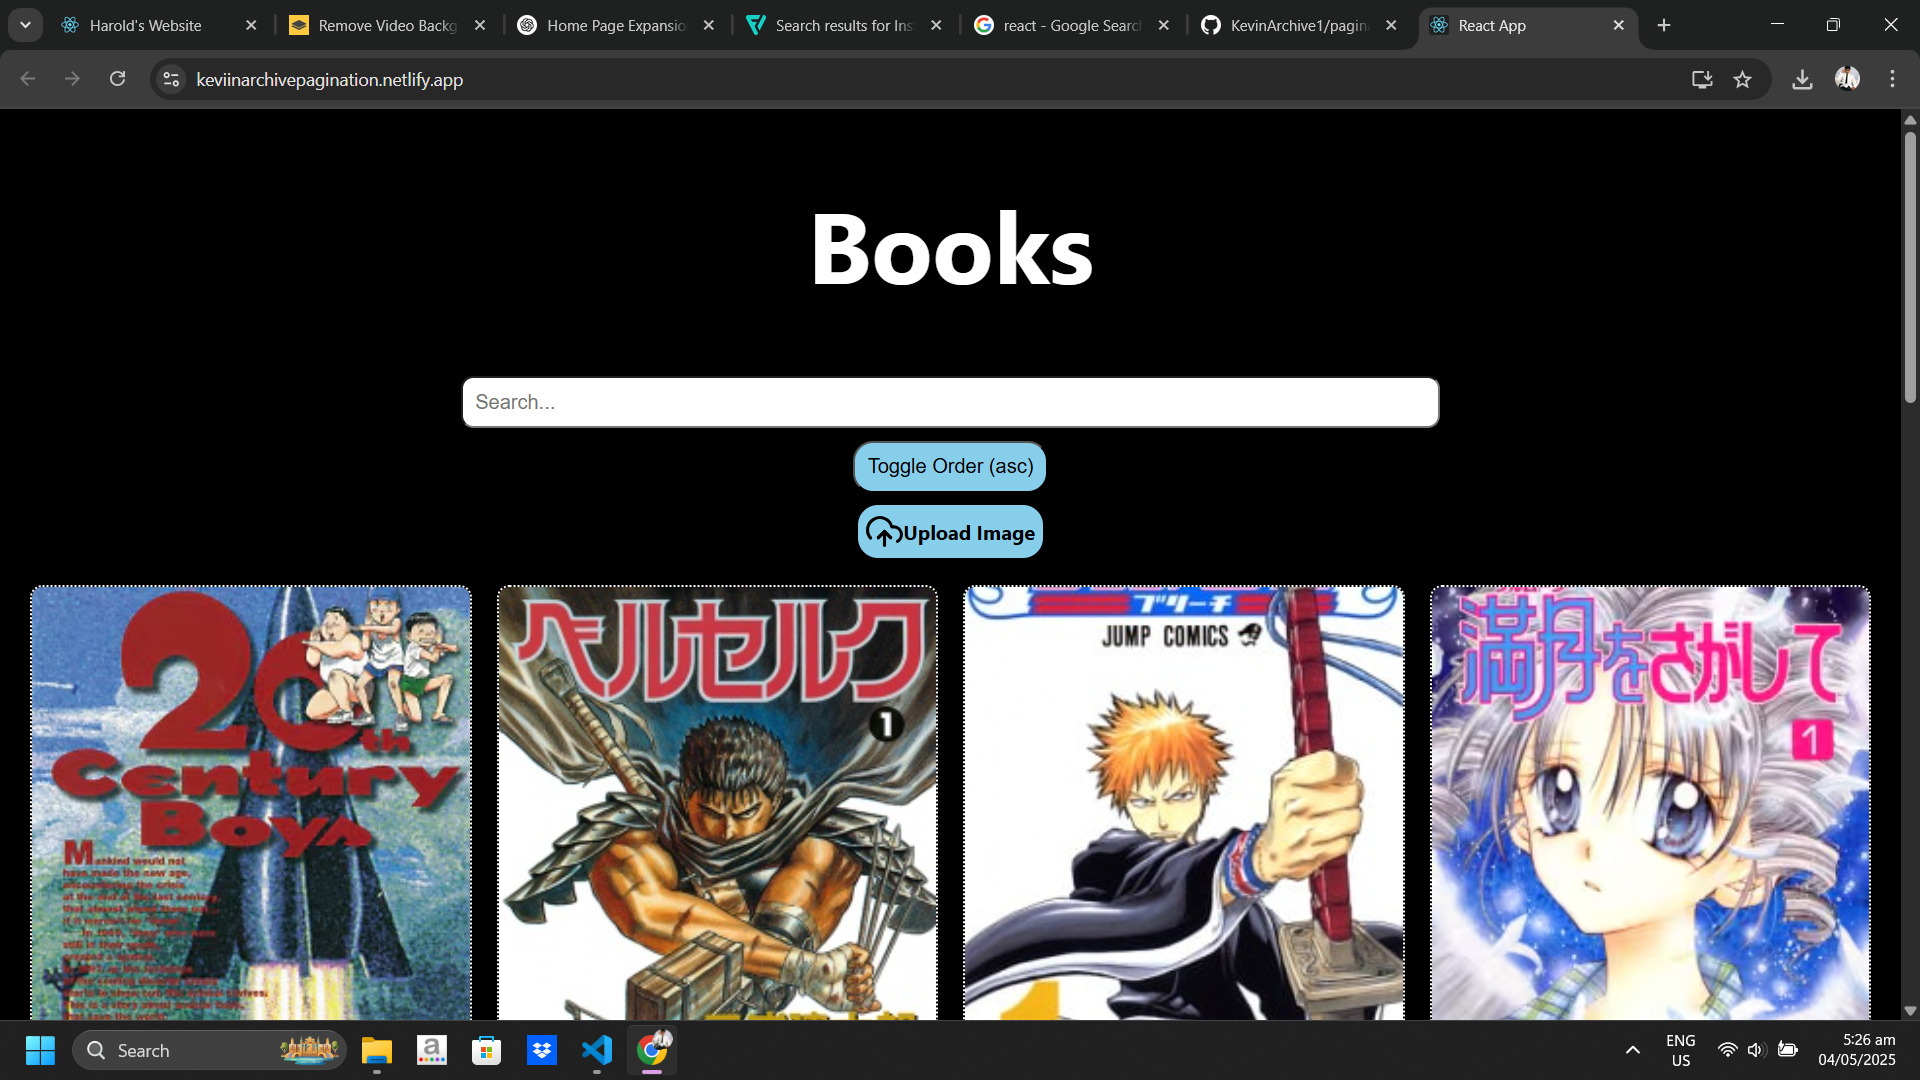 Harold's Website
Remove Video Backg
Home Page Expansio
Search results for Ins
react - Google Search
KevinArchive1/pagin
React App
keviinarchivepagination.netlify.app
Books
Search...
Toggle Order (asc)
Upload Image
20th
Century
Boys
Mankind would not
have made the new age,
ベルセルク
1
ブリーチ
JUMP COMICS
1
満月をさがして
1
Search
ENG
US
5:26 am
04/05/2025